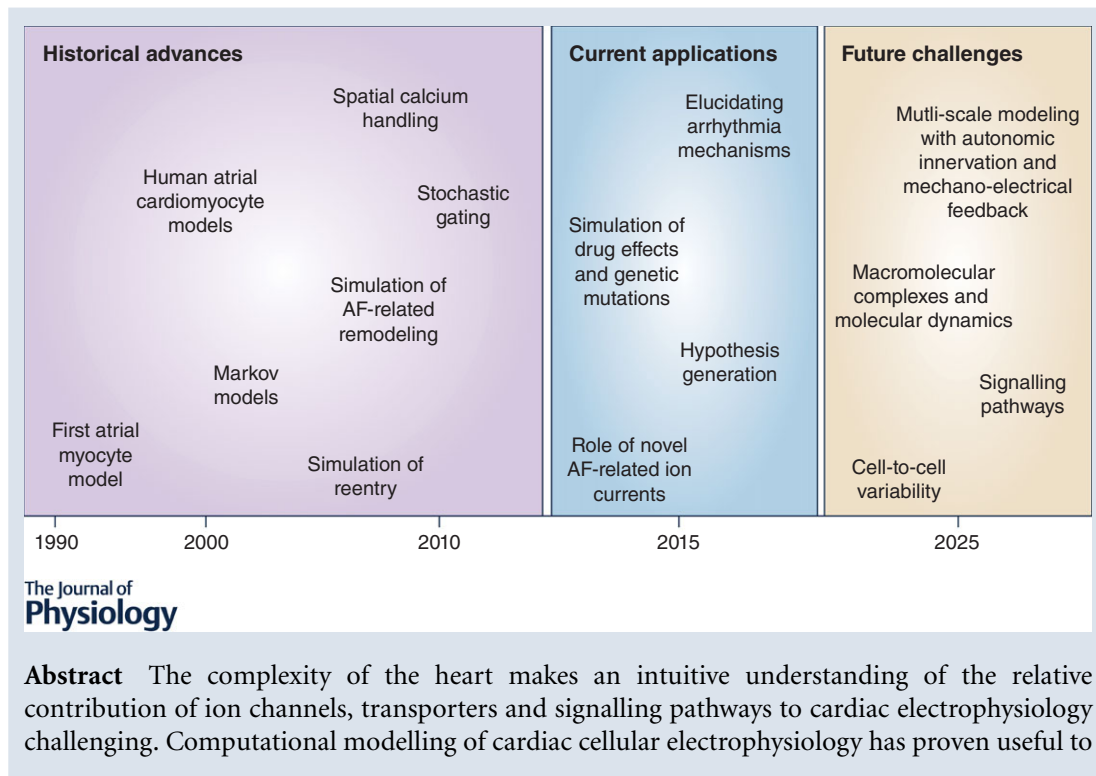 Historical advances
Spatial calcium
handling
Human atrial
cardiomyocyte
models
Stochastic
gating
Simulation of
AF-related
remodeling
Markov
models
First atrial
myocyte
model
Simulation of
reentry
Current applications
Elucidating
arrhythmia
mechanisms
Simulation of
drug effects
and genetic
mutations
Hypothesis
generation
Role of novel
AF-related ion
currents
Future challenges
Mutli-scale modeling
with autonomic
innervation and
mechano-electrical
feedback
Macromolecular
complexes and
molecular dynamics
Signalling
pathways
Cell-to-cell
variability
1990 2000 2010 2015 2025
The Journal of
Physiology
Abstract The complexity of the heart makes an intuitive understanding of the relative
contribution of ion channels, transporters and signalling pathways to cardiac electrophysiology
challenging. Computational modelling of cardiac cellular electrophysiology has proven useful to